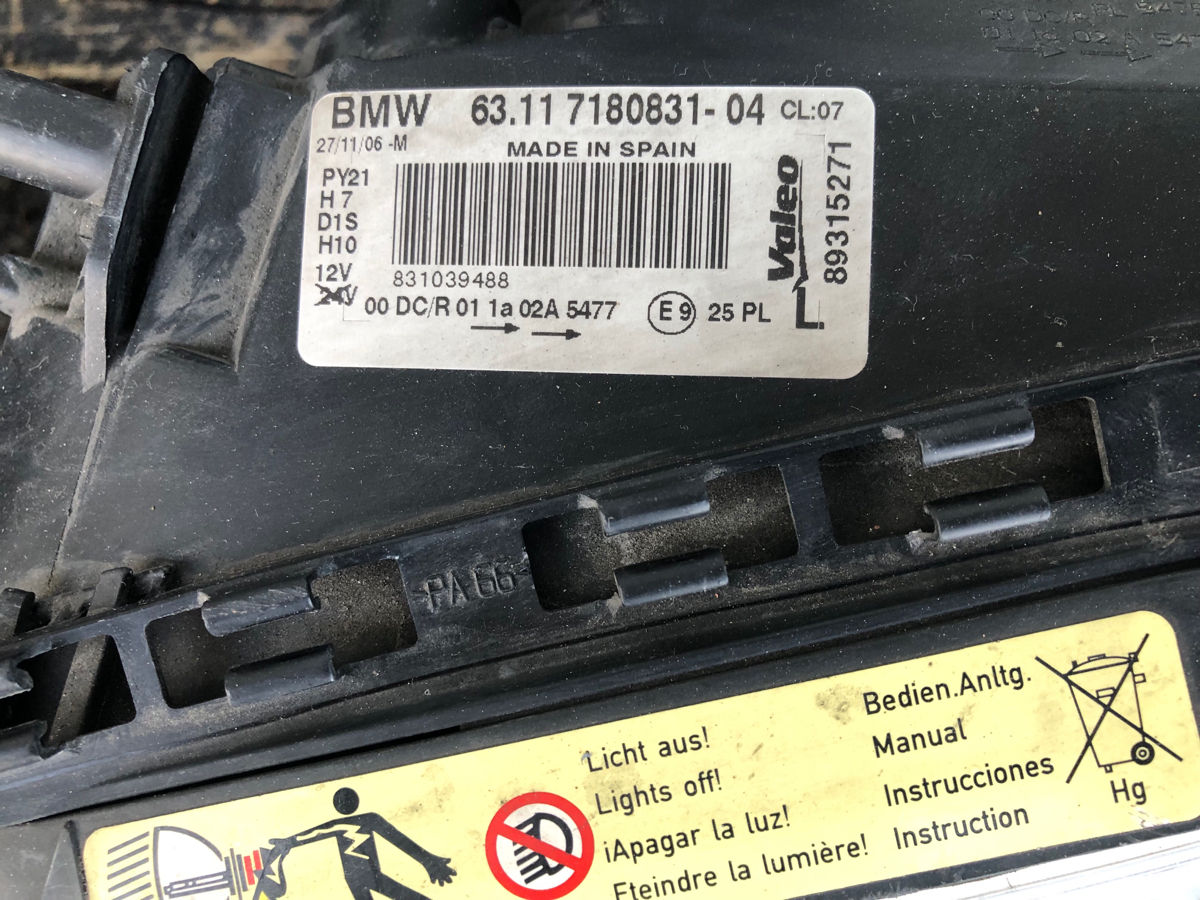 BMW 63.11 7180831-04 CL:07
27/11/06 -M
MADE IN SPAIN
PY21
H7
D1S
H10
12V
831039488
00 DC/R 01 1a 02A 5477
E9 25 PL
L
Valeo
89315271
PA66
Licht aus!
Lights off!
¡Apagar la luz!
Eteindre la lumière!
Bedien.Anltg.
Manual
Instrucciones
Instruction
Hg